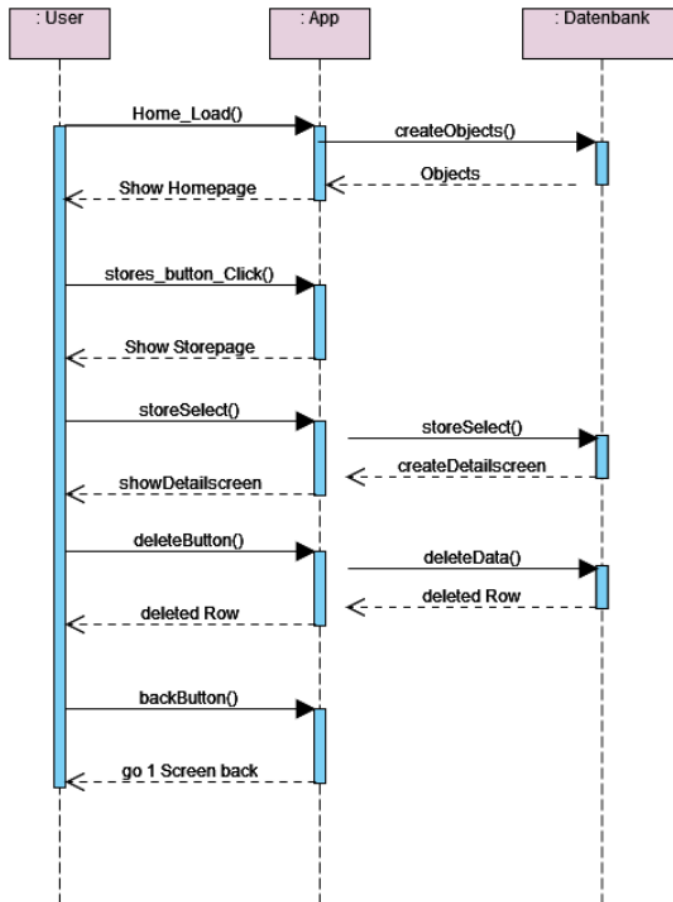 : User
: App
: Datenbank
Home_Load()
createObjects()
Objects
Show Homepage
stores_button_Click()
Show Storepage
storeSelect()
storeSelect()
createDetailscreen
showDetailscreen
deleteButton()
deleteData()
deleted Row
deleted Row
backButton()
go 1 Screen back